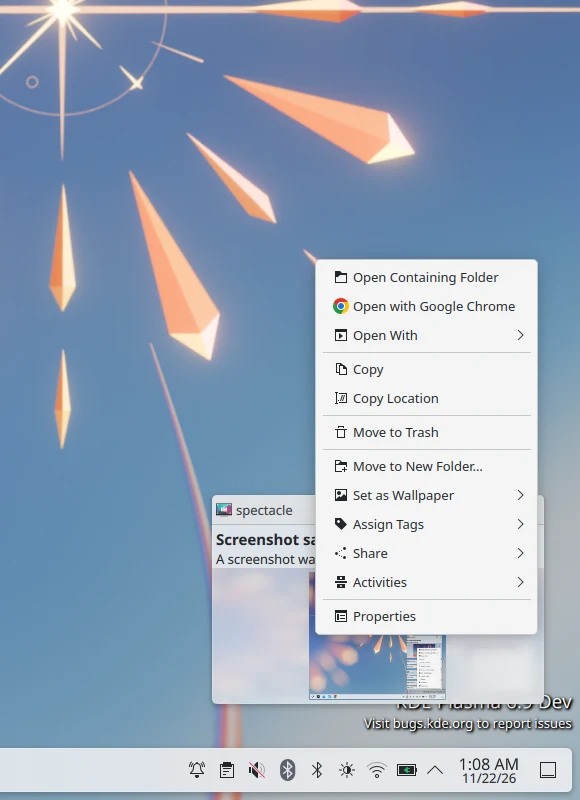 Open Containing Folder
Open with Google Chrome
Open With
Copy
Copy Location
Move to Trash
Move to New Folder...
Set as Wallpaper
Assign Tags
Share
Activities
Properties
spectacle
Screenshot sa
A screenshot wa
KDE Plasma 6.9 Dev
Visit bugs.kde.org to report issues
1:08 AM
11/22/26